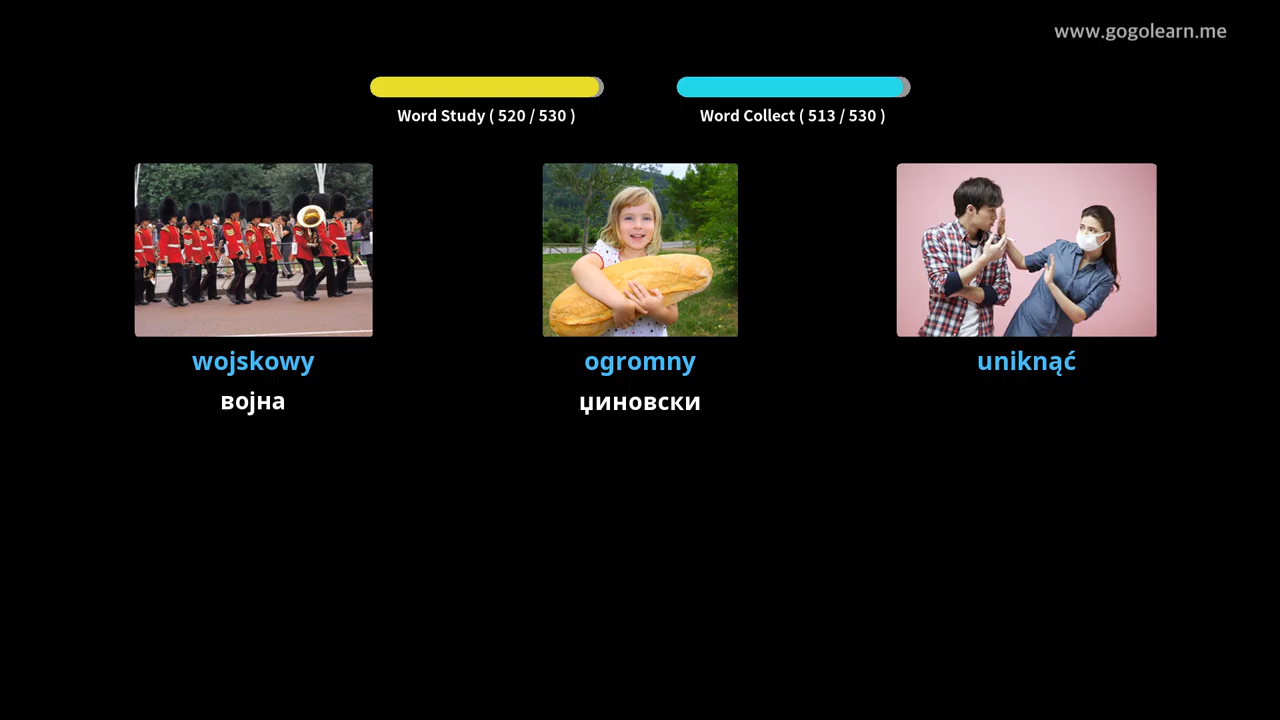 www.gogolearn.me
Word Study ( 520 / 530 )
Word Collect ( 513 / 530 )
wojskowy
ogromny
uniknąć
војна
џиновски